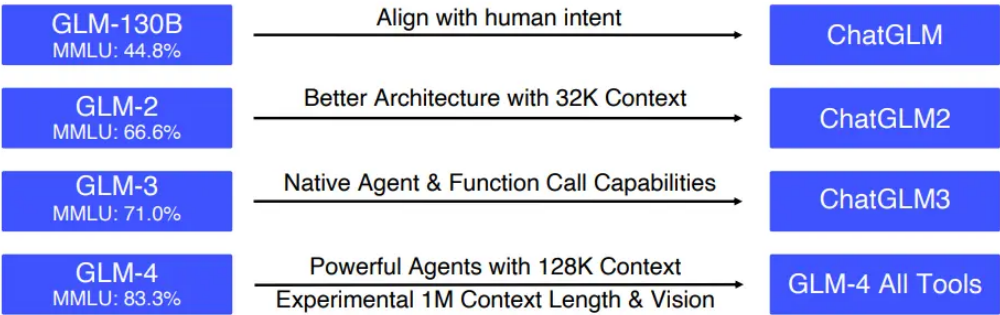 GLM-130B
MMLU: 44.8%
Align with human intent
ChatGLM
GLM-2
MMLU: 66.6%
Better Architecture with 32K Context
ChatGLM2
GLM-3
MMLU: 71.0%
Native Agent & Function Call Capabilities
ChatGLM3
GLM-4
MMLU: 83.3%
Powerful Agents with 128K Context
Experimental 1M Context Length & Vision
GLM-4 All Tools